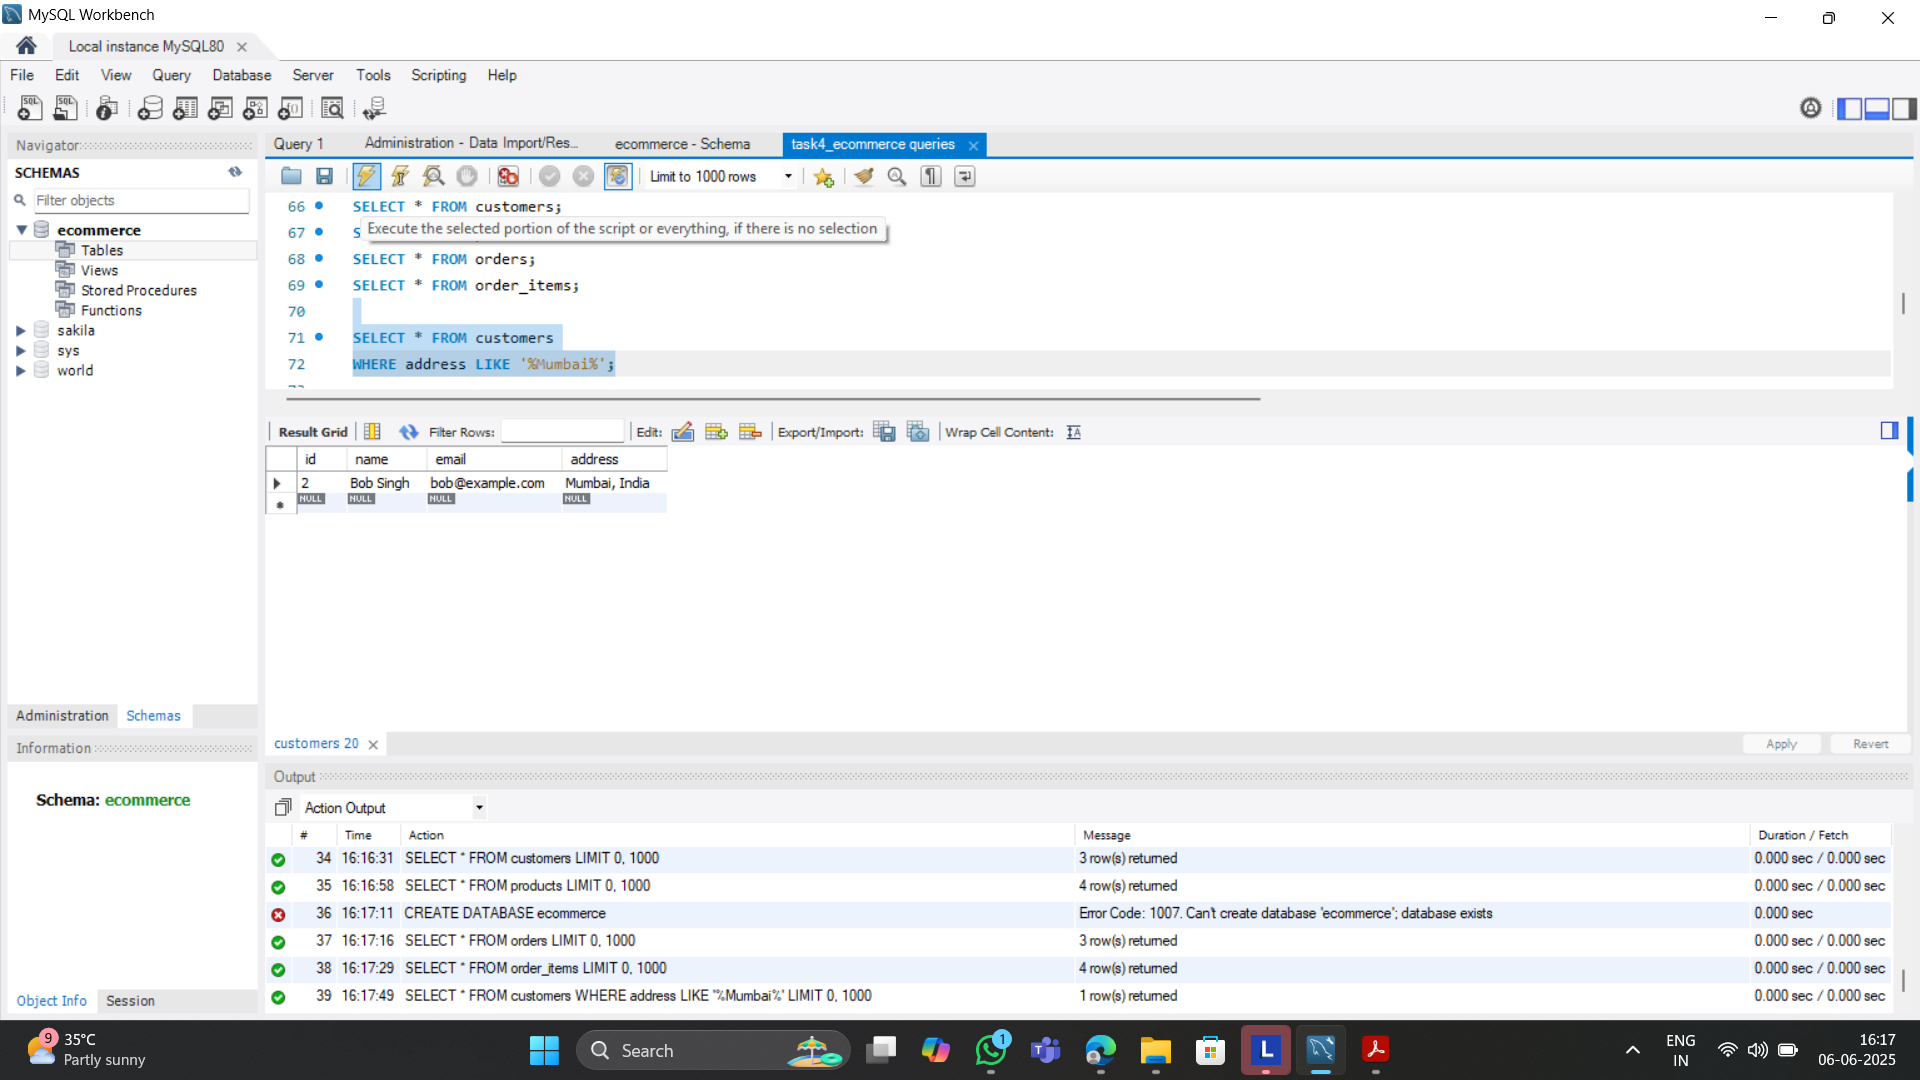 MySQL Workbench
Local instance MySQL80
File Edit View Query Database Server Tools Scripting Help
Navigator
SCHEMAS
Filter objects
ecommerce
Tables
Views
Stored Procedures
Functions
sakila
sys
world
Administration Schemas
Information
Schema: ecommerce
Object Info Session
Query 1 Administration - Data Import/Res... ecommerce - Schema task4_ecommerce queries
Limit to 1000 rows
66 SELECT * FROM customers;
67 S
Execute the selected portion of the script or everything, if there is no selection
68 SELECT * FROM orders;
69 SELECT * FROM order_items;
70
71 SELECT * FROM customers
72 WHERE address LIKE '%Mumbai%';
Result Grid Filter Rows: Edit: Export/Import: Wrap Cell Content:
id name email address
2 Bob Singh bob@example.com Mumbai, India
NULL NULL NULL NULL
customers 20 Apply Revert
Output
Action Output
# Time Action Message Duration / Fetch
34 16:16:31 SELECT * FROM customers LIMIT 0, 1000 3 row(s) returned 0.000 sec / 0.000 sec
35 16:16:58 SELECT * FROM products LIMIT 0, 1000 4 row(s) returned 0.000 sec / 0.000 sec
36 16:17:11 CREATE DATABASE ecommerce Error Code: 1007. Can't create database 'ecommerce'; database exists 0.000 sec
37 16:17:16 SELECT * FROM orders LIMIT 0, 1000 3 row(s) returned 0.000 sec / 0.000 sec
38 16:17:29 SELECT * FROM order_items LIMIT 0, 1000 4 row(s) returned 0.000 sec / 0.000 sec
39 16:17:49 SELECT * FROM customers WHERE address LIKE '%Mumbai%' LIMIT 0, 1000 1 row(s) returned 0.000 sec / 0.000 sec
9 35°C
Partly sunny
Search
1
L
ENG
IN
16:17
06-06-2025